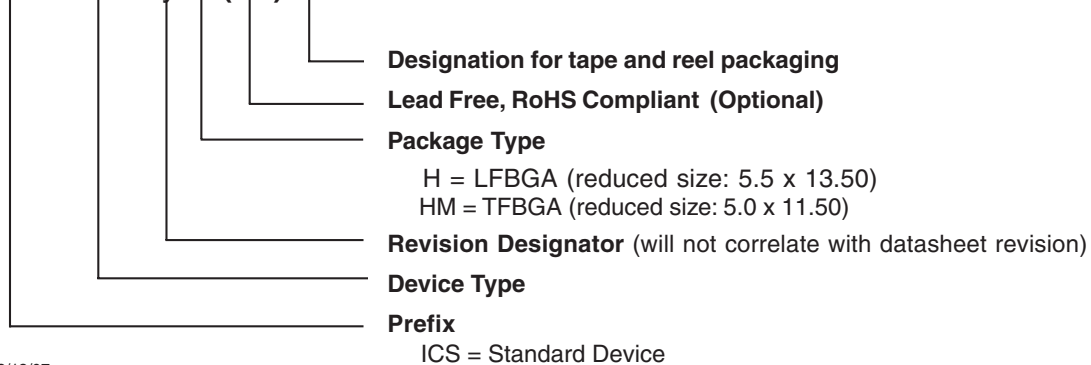 Designation for tape and reel packaging
Lead Free, RoHS Compliant (Optional)
Package Type
H = LFBGA (reduced size: 5.5 x 13.50)
HM = TFBGA (reduced size: 5.0 x 11.50)
Revision Designator (will not correlate with datasheet revision)
Device Type
Prefix
ICS = Standard Device